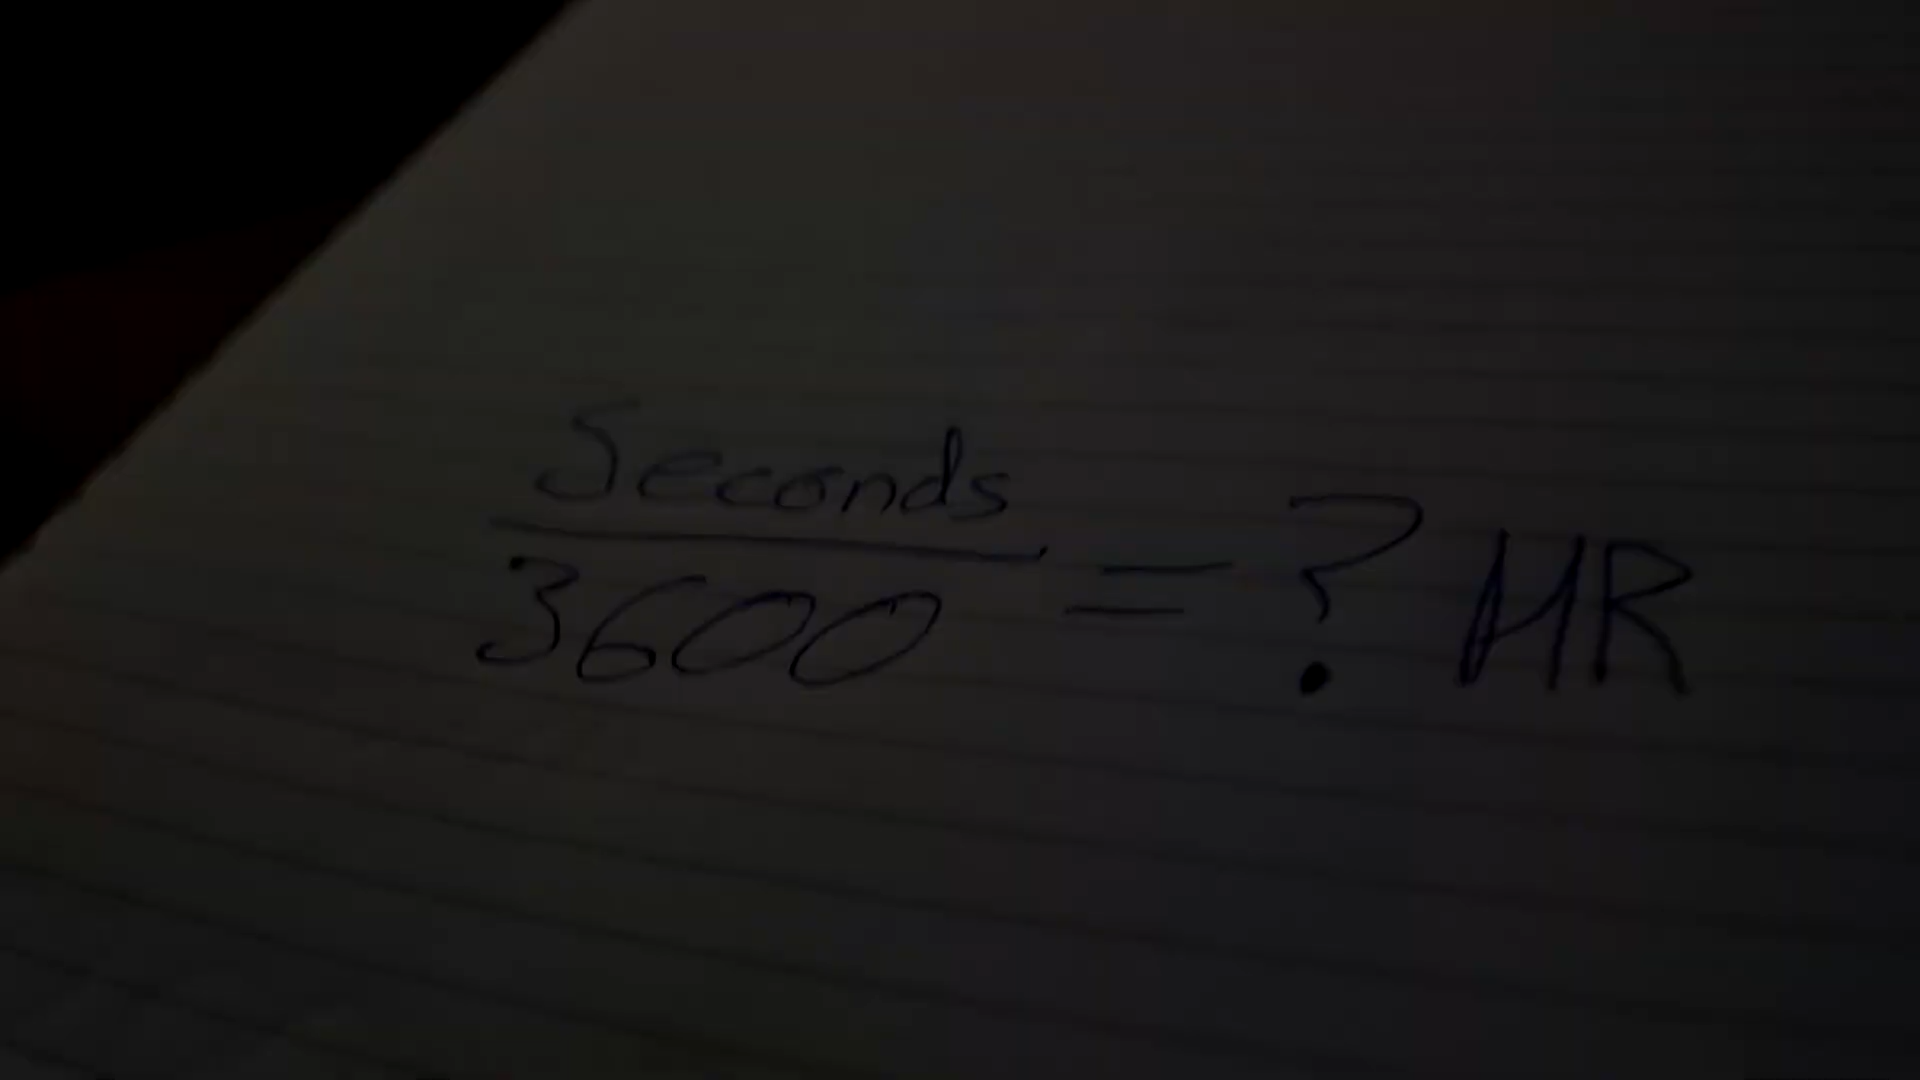 Seconds
3600 = ? HR